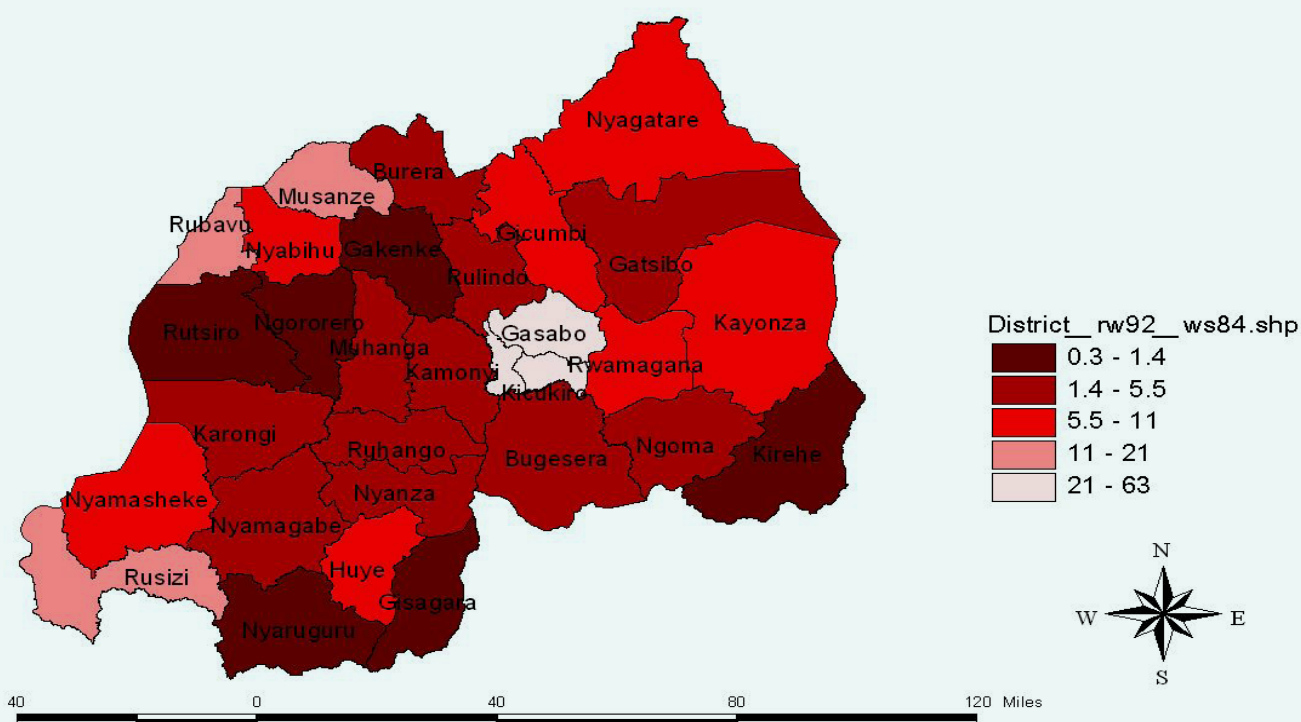 Nyagatare
Burera
Musanze
Rubavu
Nyabihu
Gakenke
Gicumbi
Rulindo
Gatsibo
Rutsiro
Ngororero
Muhanga
Kamonyi
Gasabo
Kicukiro
Rwamagana
Kayonza
Karongi
Ruhango
Bugesera
Ngoma
Kirehe
Nyamasheke
Nyamagabe
Nyanza
Rusizi
Huye
Gisagara
Nyaruguru
District__rw92__ws84.shp
0.3 - 1.4
1.4 - 5.5
5.5 - 11
11 - 21
21 - 63
N
W E
S
40 0 40 80 120 Miles